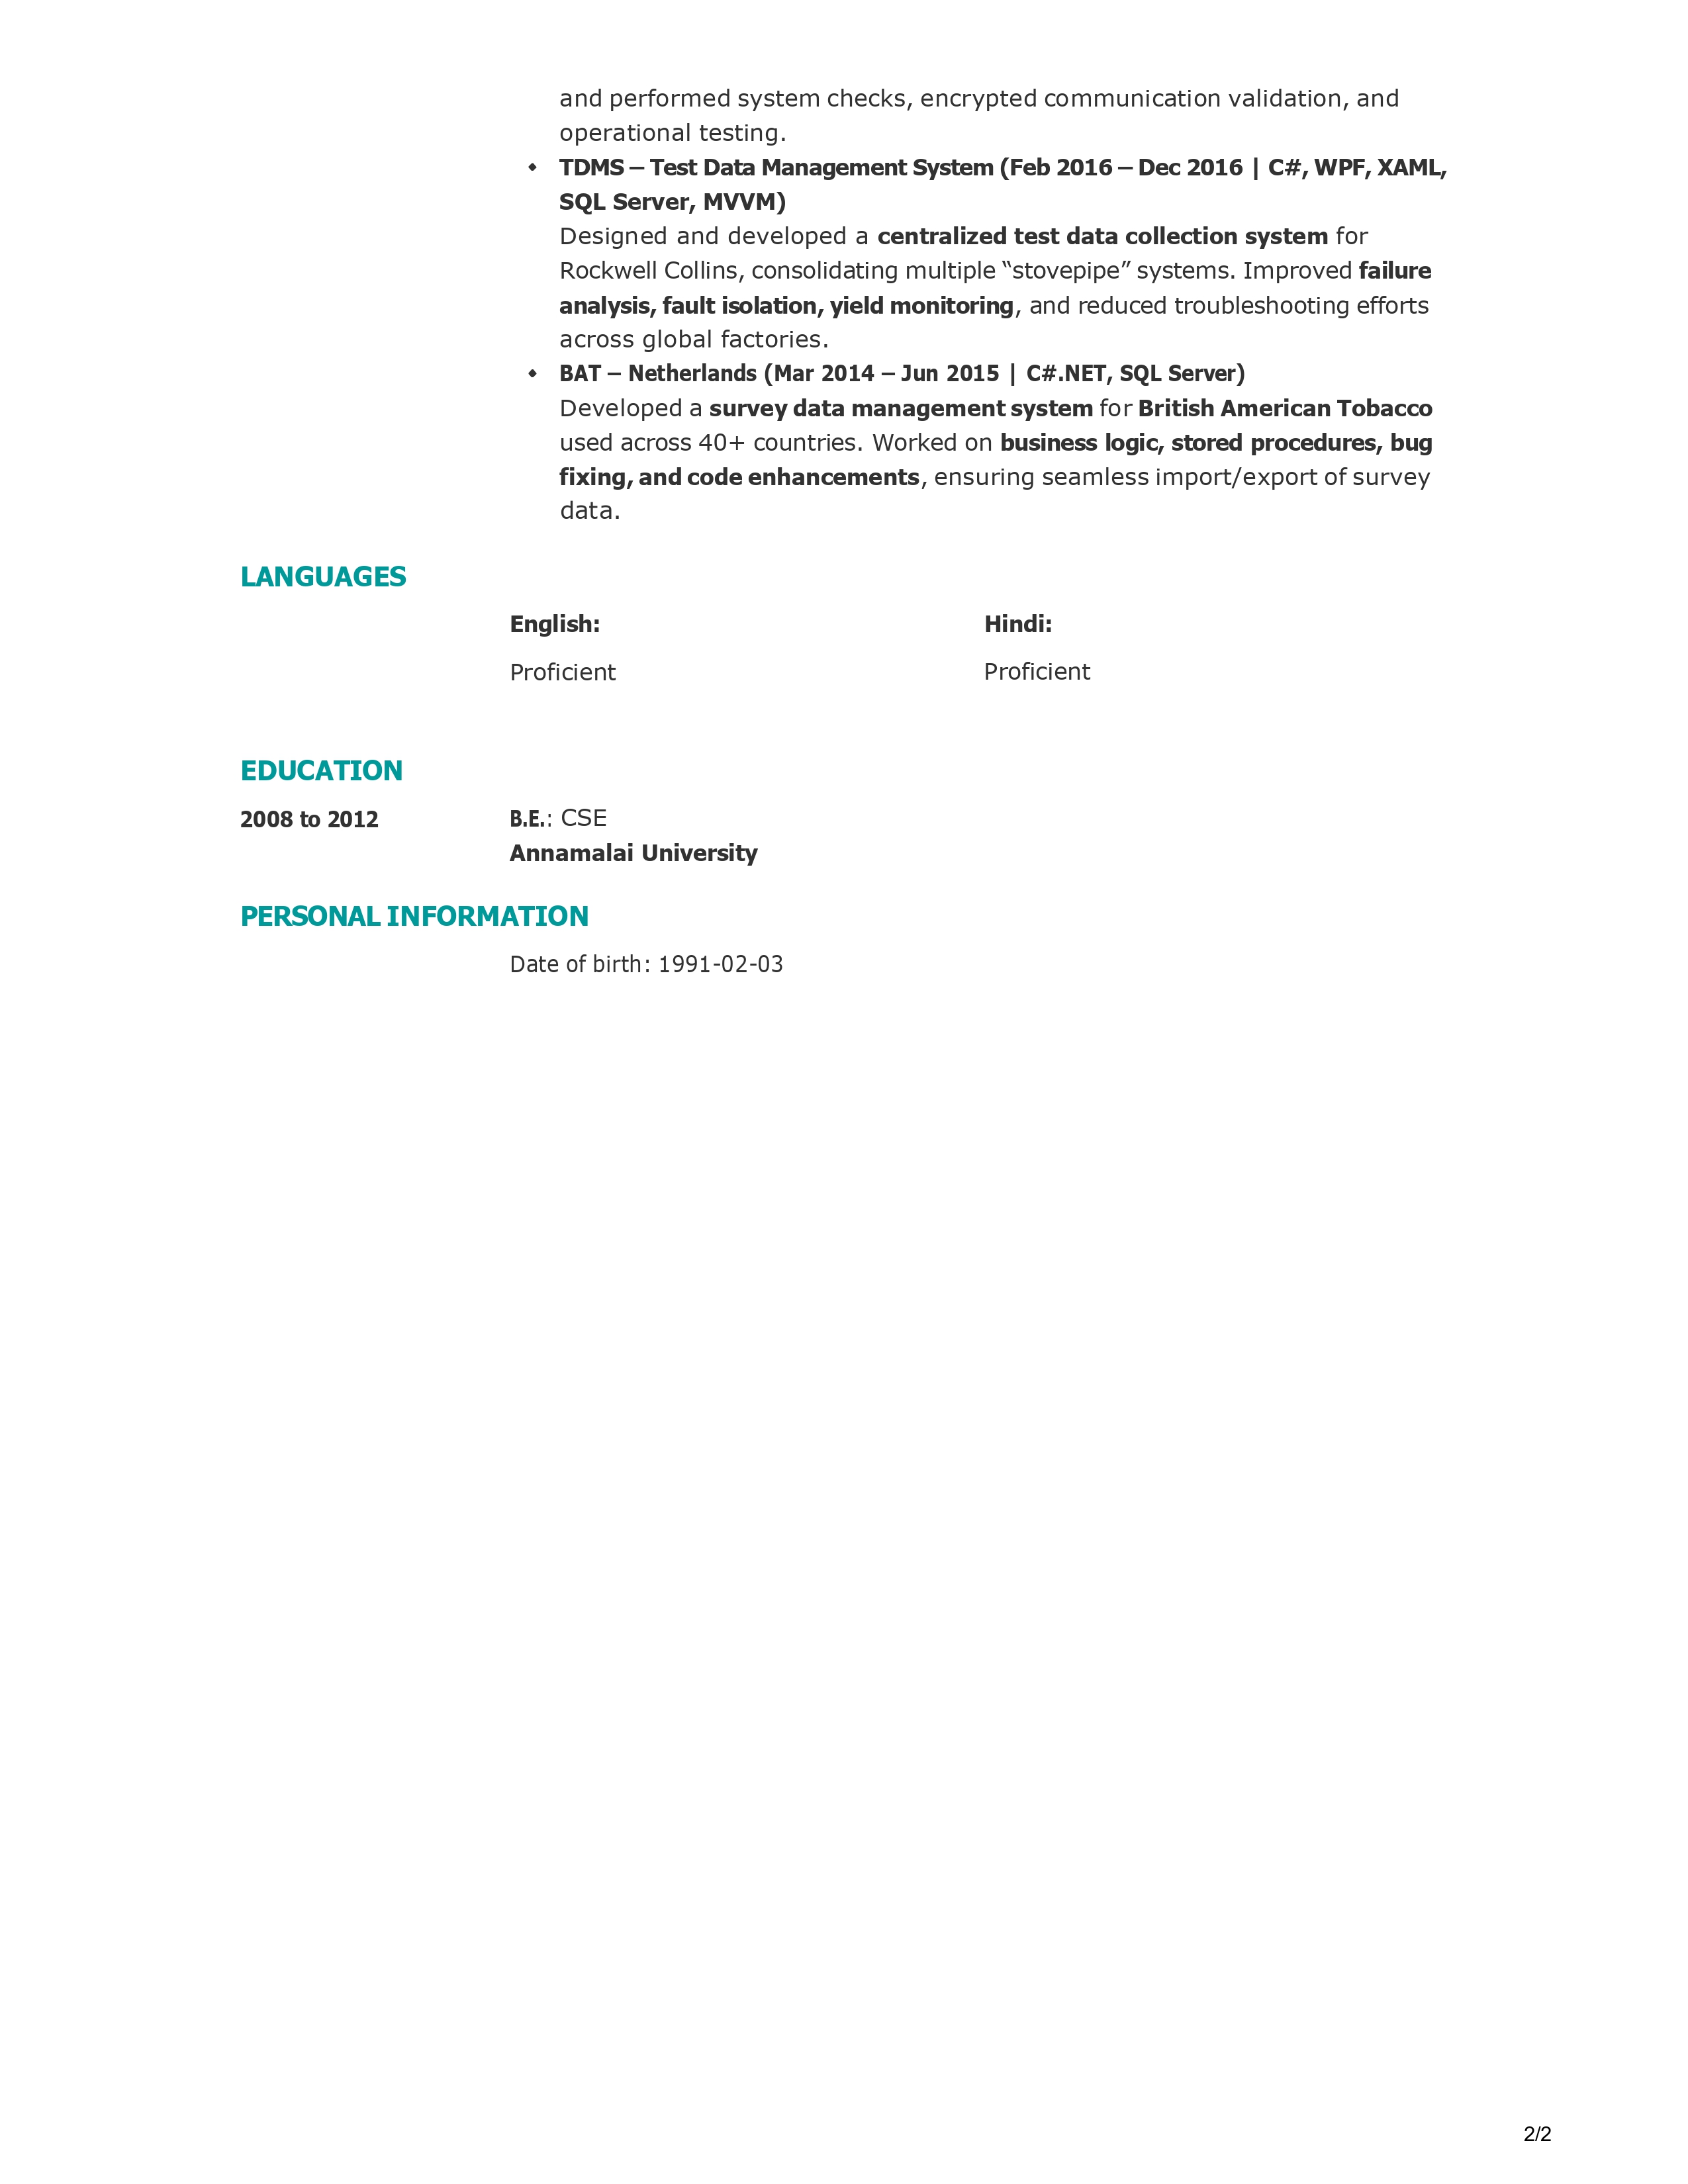 and performed system checks, encrypted communication validation, and
operational testing.
• TDMS – Test Data Management System (Feb 2016 – Dec 2016 | C#, WPF, XAML,
SQL Server, MVVM)
Designed and developed a centralized test data collection system for
Rockwell Collins, consolidating multiple “stovepipe” systems. Improved failure
analysis, fault isolation, yield monitoring, and reduced troubleshooting efforts
across global factories.
• BAT – Netherlands (Mar 2014 – Jun 2015 | C#.NET, SQL Server)
Developed a survey data management system for British American Tobacco
used across 40+ countries. Worked on business logic, stored procedures, bug
fixing, and code enhancements, ensuring seamless import/export of survey
data.
LANGUAGES
English: Hindi:
Proficient Proficient
EDUCATION
2008 to 2012 B.E.: CSE
Annamalai University
PERSONAL INFORMATION
Date of birth: 1991-02-03
2/2